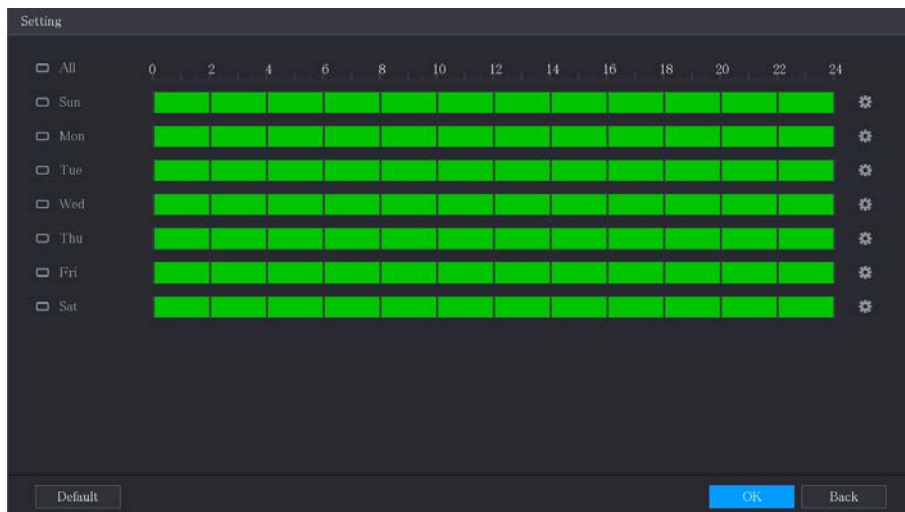 Setting
All 0 2 4 6 8 10 12 14 16 18 20 22 24
Sun
Mon
Tue
Wed
Thu
Fri
Sat
Default OK Back